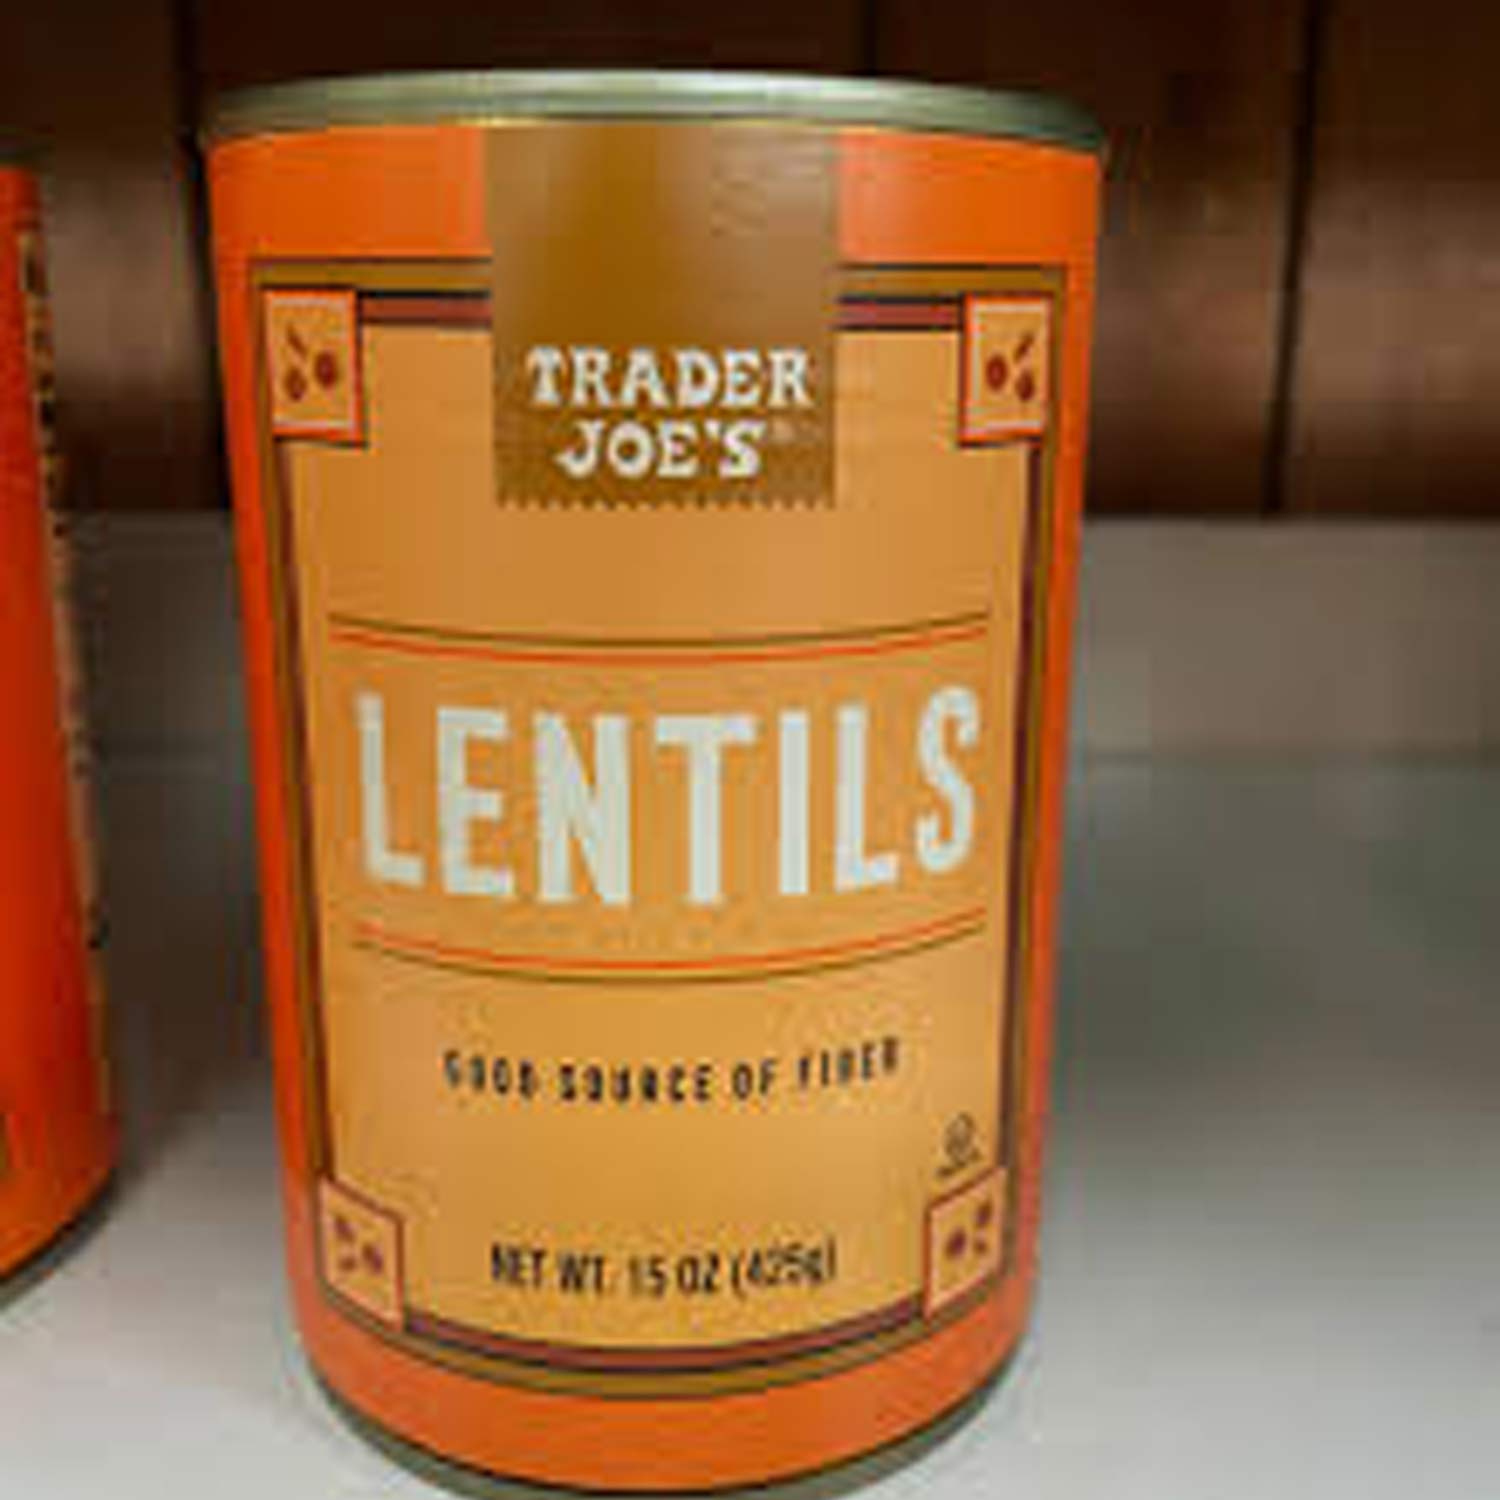 TRADER
JOE'S
LENTILS
GOOD SOURCE OF FIBER
NET WT. 15 OZ (425g)